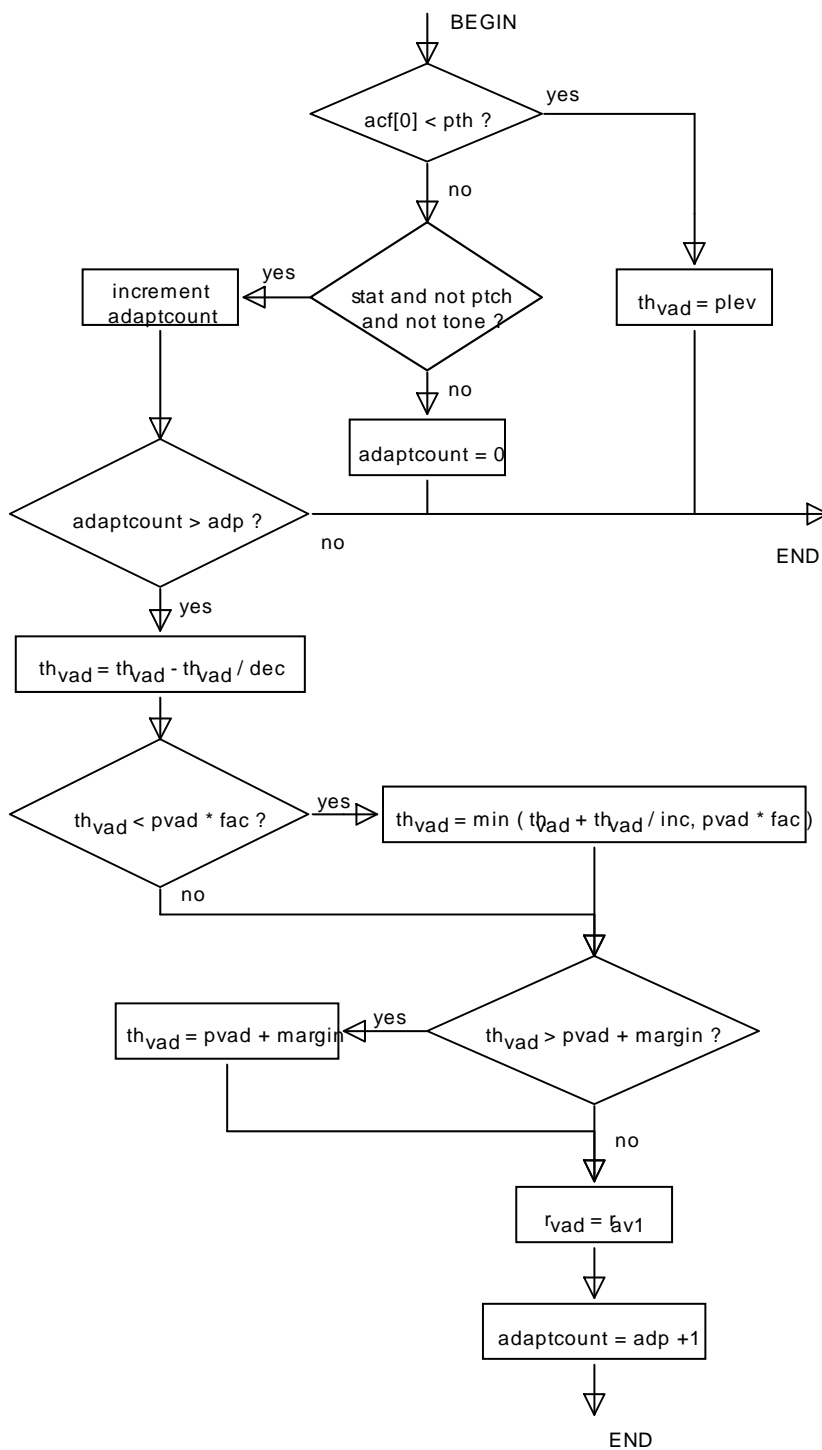 BEGIN
acf[0] < pth ?
yes
no
stat and not ptch
and not tone ?
yes
increment
adaptcount
th_vad = plev
no
adaptcount = 0
adaptcount > adp ?
no
END
yes
th_vad = th_vad - th_vad / dec
th_vad < pvad * fac ?
yes
th_vad = min ( th_vad + th_vad / inc, pvad * fac )
no
th_vad > pvad + margin ?
yes
th_vad = pvad + margin
no
r_vad = r_av1
adaptcount = adp +1
END